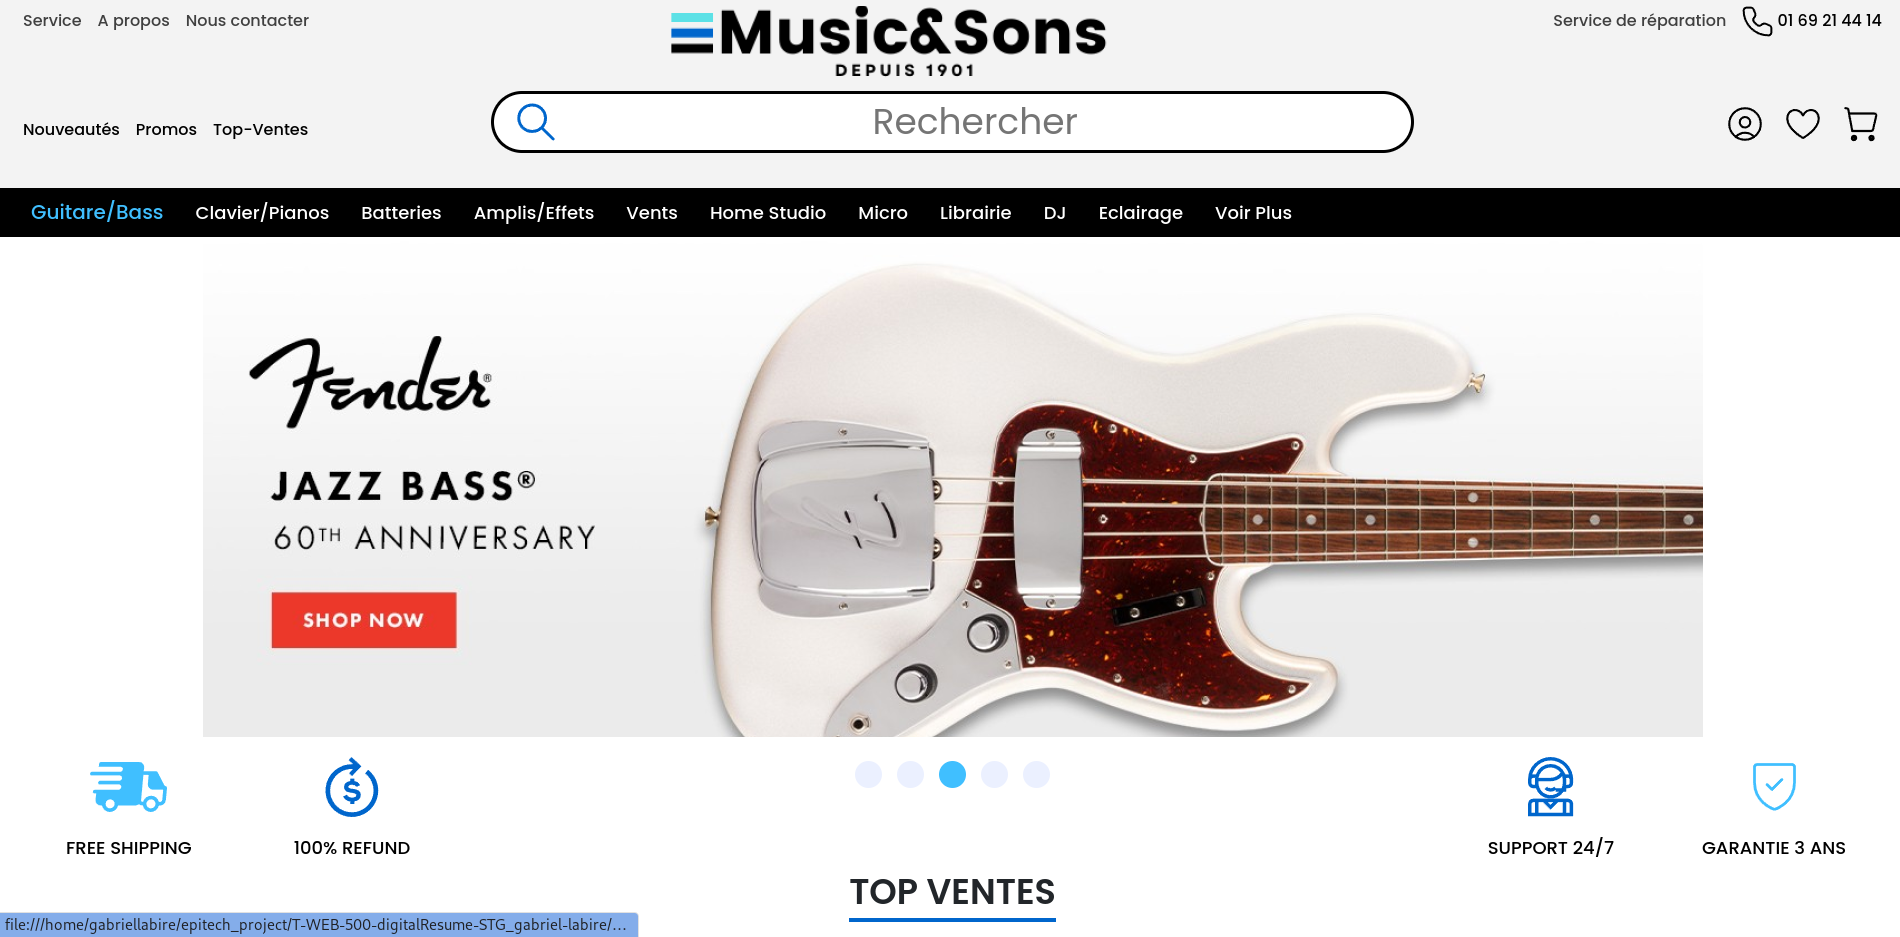 Service A propos Nous contacter
Music&Sons
DEPUIS 1901
Service de réparation 01 69 21 44 14
Nouveautés Promos Top-Ventes
Rechercher
Guitare/Bass Clavier/Pianos Batteries Amplis/Effets Vents Home Studio Micro Librairie DJ Eclairage Voir Plus
Fender®
JAZZ BASS®
60TH ANNIVERSARY
SHOP NOW
FREE SHIPPING 100% REFUND SUPPORT 24/7 GARANTIE 3 ANS
TOP VENTES
file:///home/gabriellabire/epitech_project/T-WEB-500-digitalResume-STG_gabriel-labire/…